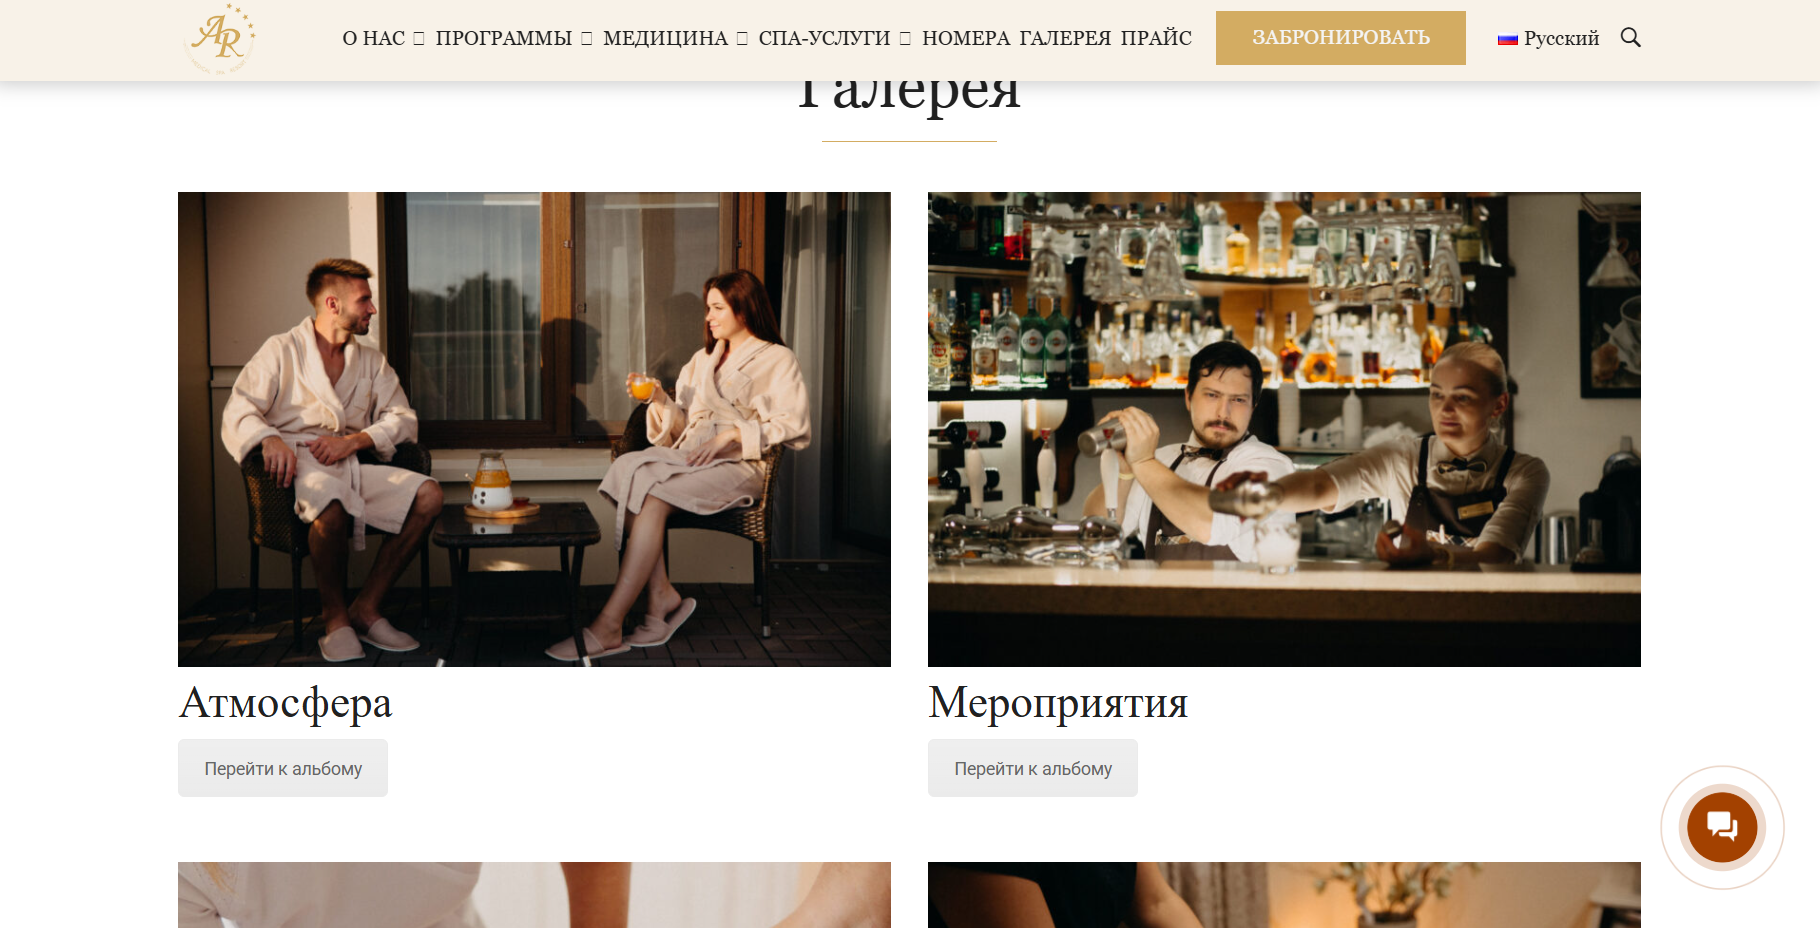 AR
О НАС ПРОГРАММЫ МЕДИЦИНА СПА-УСЛУГИ НОМЕРА ГАЛЕРЕЯ ПРАЙС ЗАБРОНИРОВАТЬ Русский
Галерея
Атмосфера Мероприятия
Перейти к альбому Перейти к альбому